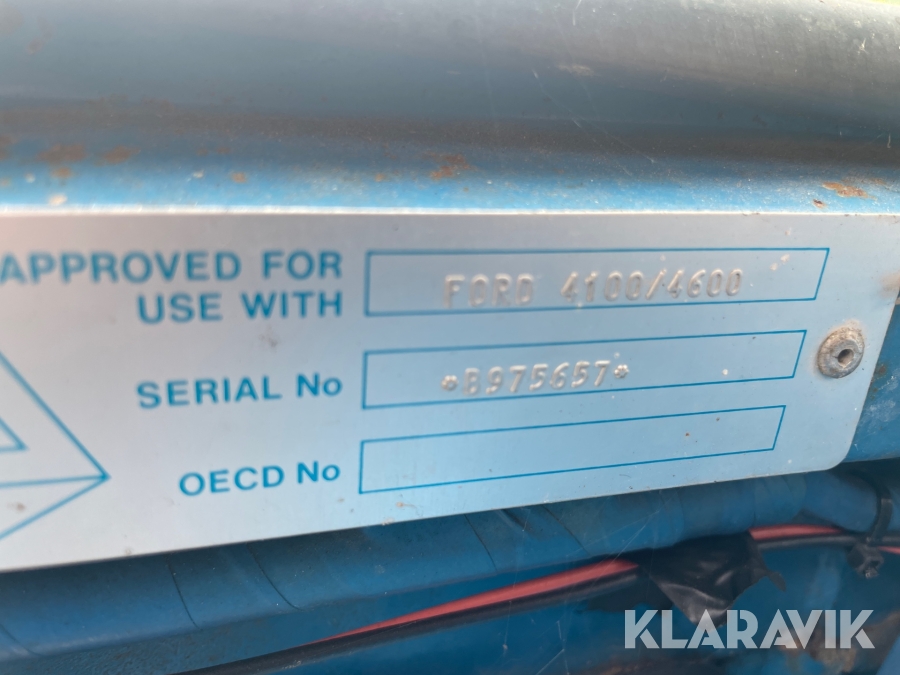 APPROVED FOR
USE WITH
FORD 4100/4600
SERIAL No
*B975657*
OECD No
KLARAVIK